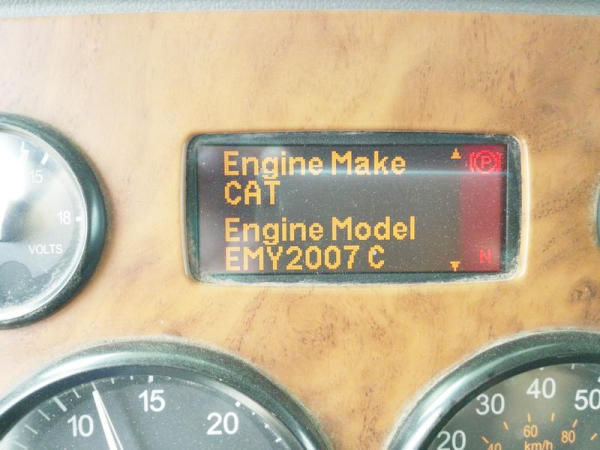 Engine Make
CAT
Engine Model
EMY2007 C
P
N
15
18
VOLTS
10
15
20
20
30
40
50
40
60
80
km/h